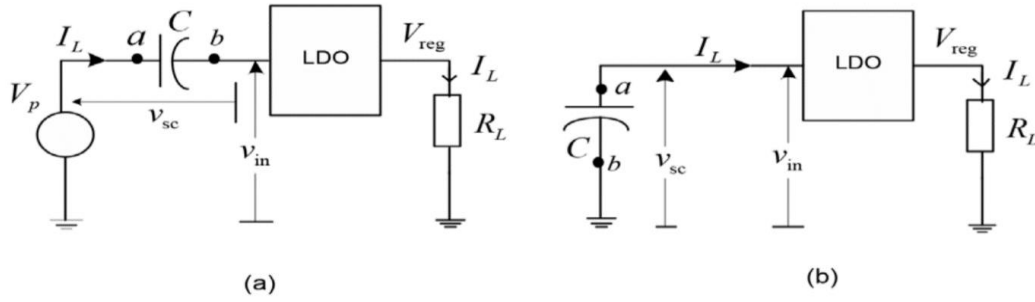 I_L a C b LDO V_reg I_L
V_p v_sc v_in R_L
(a)
I_L LDO V_reg I_L
a C b v_sc v_in R_L
(b)